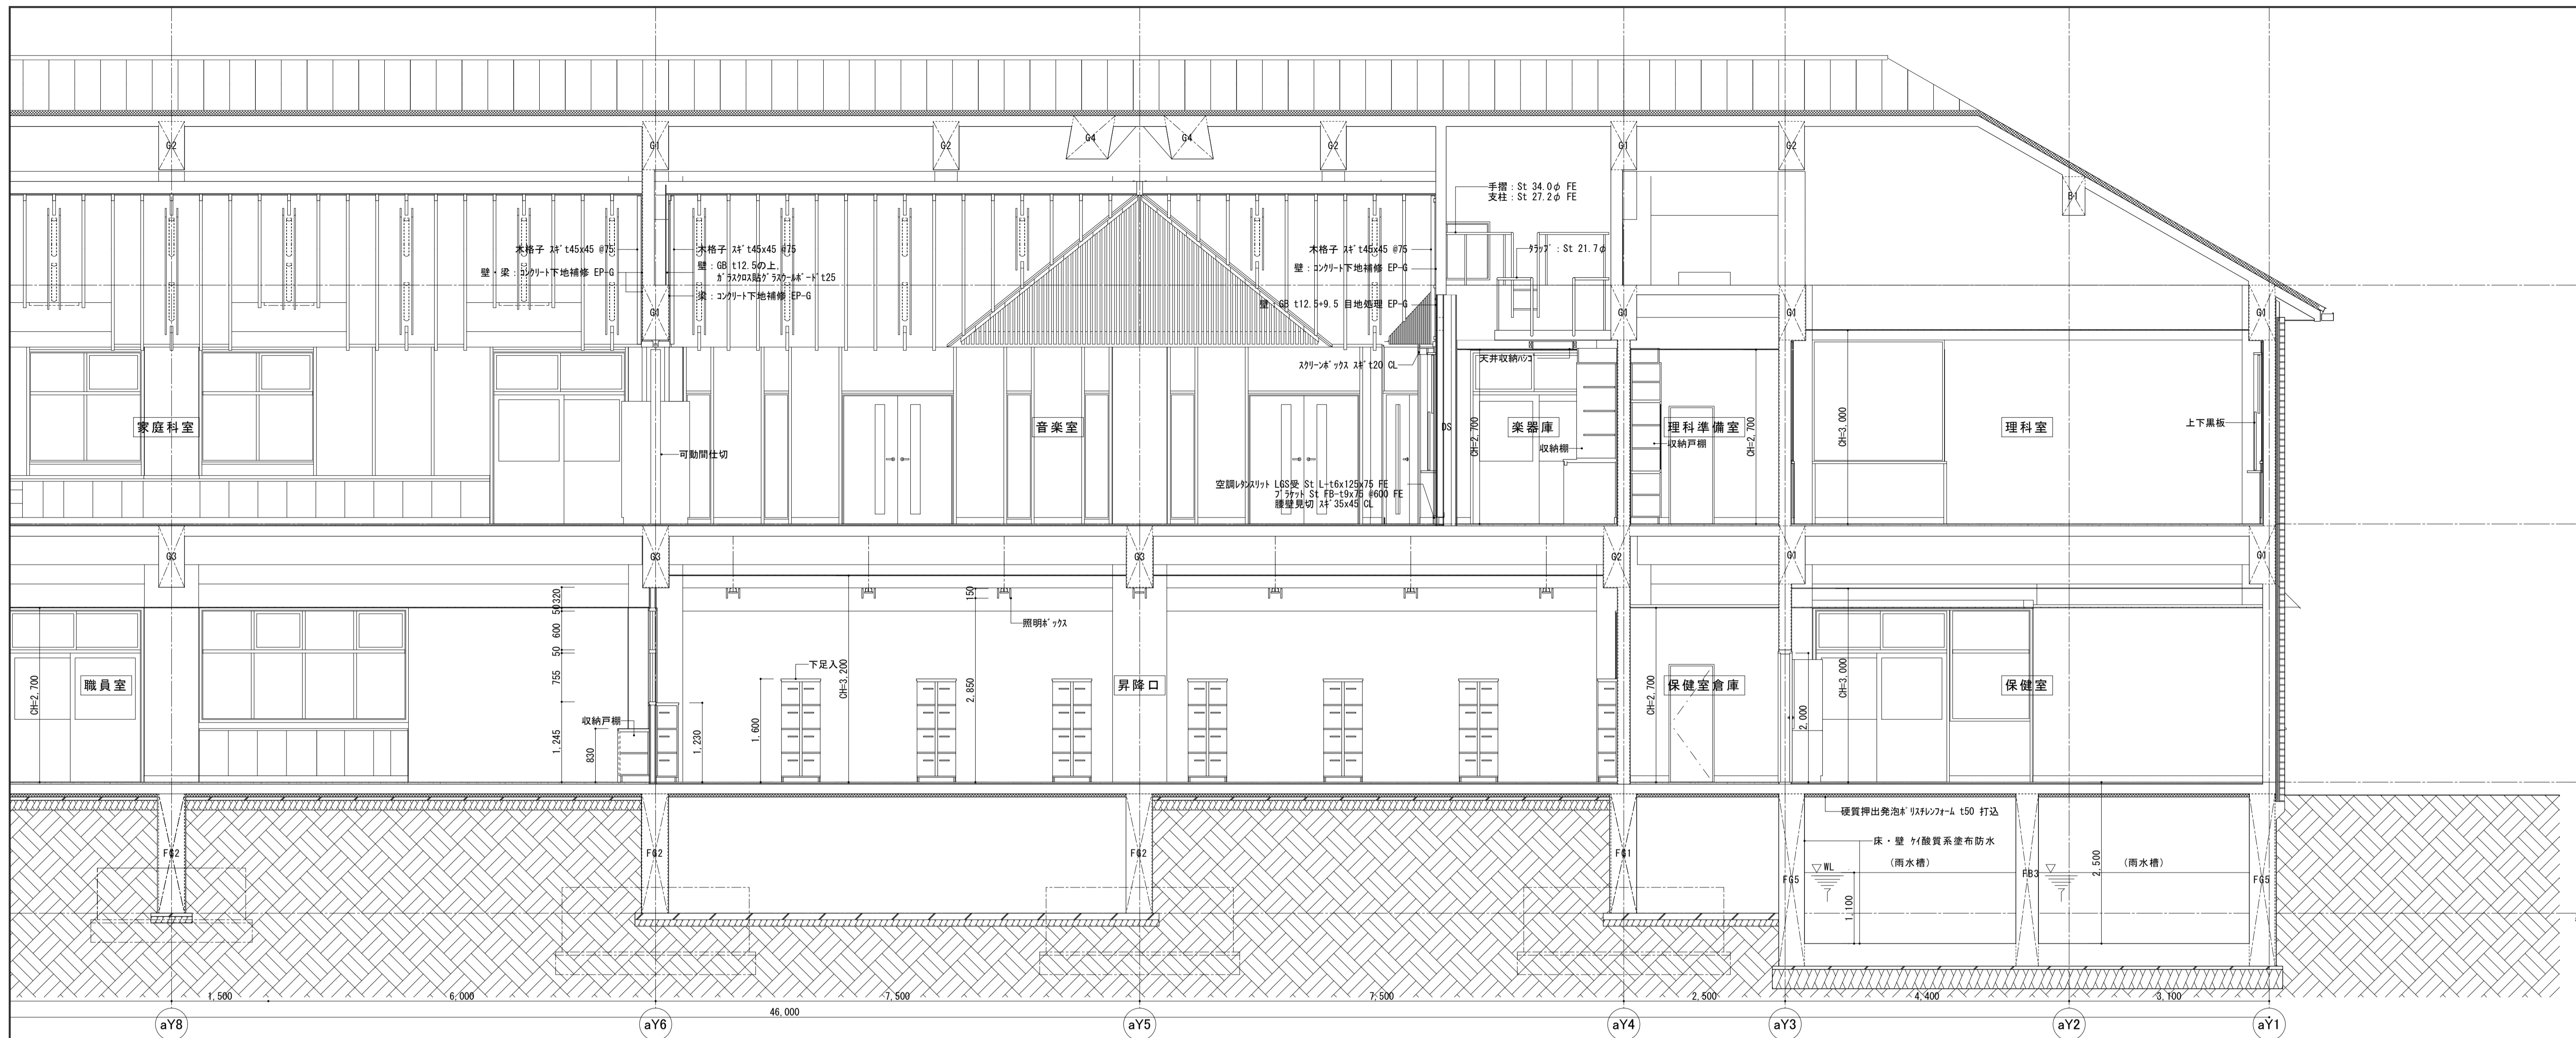 G2
G1
G2
G4
G4
G2
G1
G2
B1
手摺：St 34.0φ FE
支柱：St 27.2φ FE
木格子 スギt45x45 @75
木格子 スギt45x45 @75
木格子 スギt45x45 @75
タラップ：St 21.7φ
壁・梁：コンクリート下地補修 EP-G
壁：GB t12.5の上,
ガラスクロス貼グラスウールボードt25
壁：コンクリート下地補修 EP-G
梁：コンクリート下地補修 EP-G
壁：GB t12.5+9.5 目地処理 EP-G
G1
G1
G1
G1
天井収納ハシゴ
スクリーンボックス スギt20 CL
家庭科室
音楽室
DS
CH=2,700
楽器庫
理科準備室
CH=2,700
CH=3,000
理科室
上下黒板
収納棚
収納戸棚
可動間仕切
空調レタンスリット LGS受 St L-t6x125x75 FE
ブラケット St FB-t9x75 @600 FE
腰壁見切 スギ35x45 CL
G3
G3
G3
G2
G1
G1
320
50
600
50
755
1,245
150
照明ボックス
下足入
CH=3,200
2,850
CH=2,700
職員室
昇降口
CH=2,700
保健室倉庫
CH=3,000
保健室
収納戸棚
830
1,230
1,600
2,000
硬質押出発泡ポリスチレンフォーム t50 打込
床・壁 ケイ酸質系塗布防水
FG2
FG2
FG2
FG1
FG5
WL
(雨水槽)
FB3
2,500
(雨水槽)
FG5
1,100
1,500
6,000
7,500
7,500
2,500
4,400
3,100
46,000
aY8
aY6
aY5
aY4
aY3
aY2
aY1